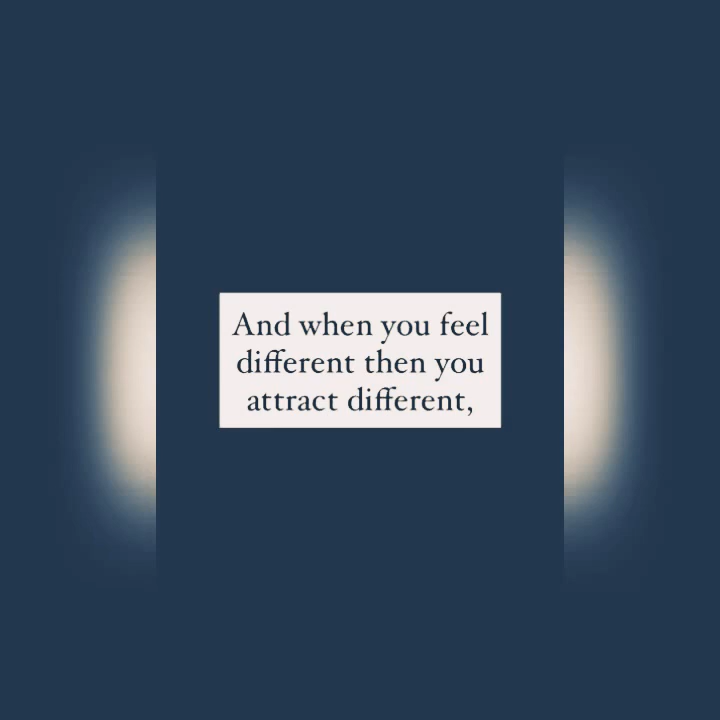 And when you feel
different then you
attract different,